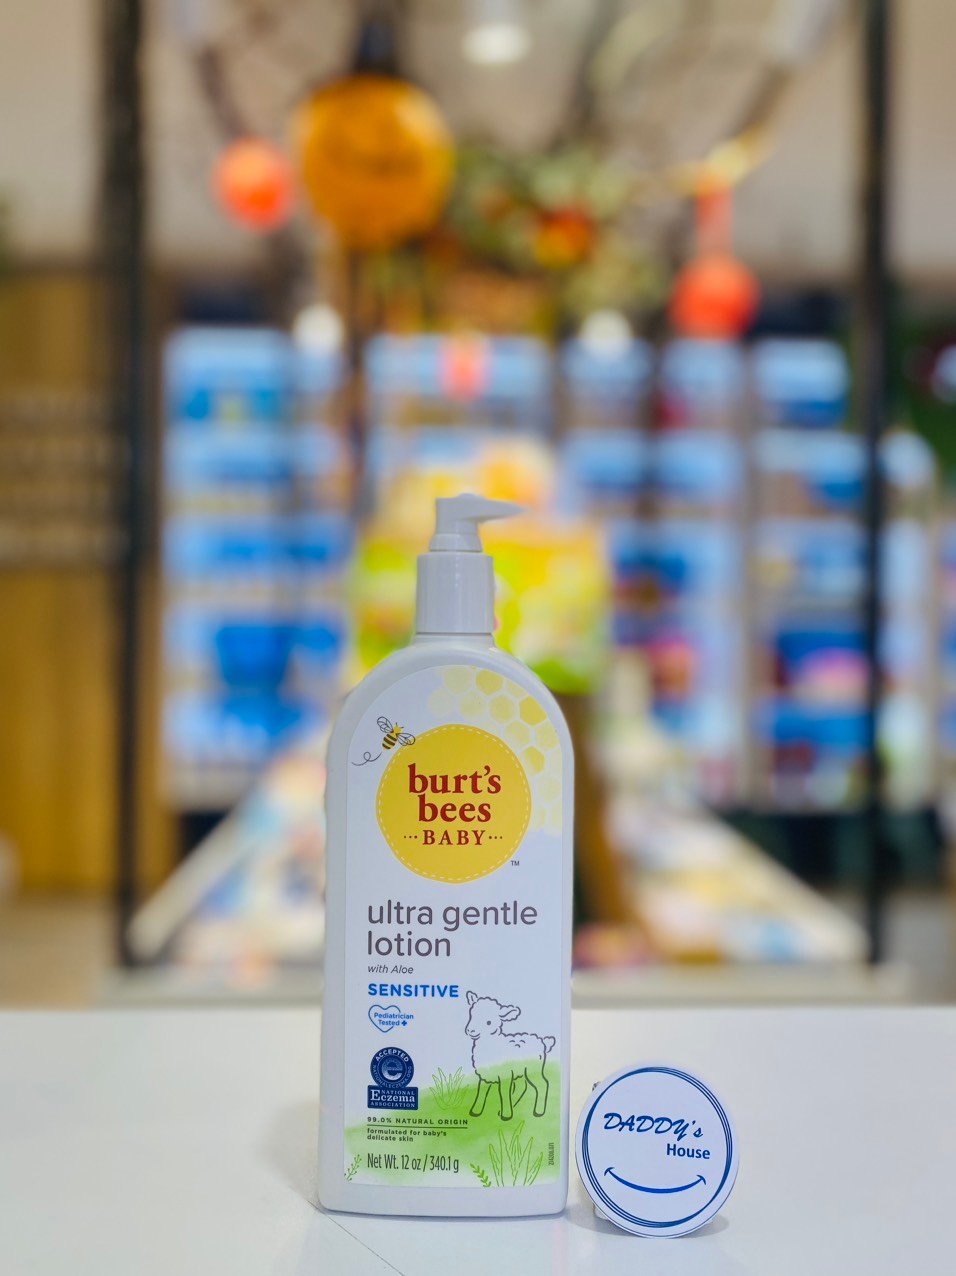 burt's
bees
BABY
TM
ultra gentle
lotion
with Aloe
SENSITIVE
Pediatrician
Tested
ACCEPTED
NATIONAL
Eczema
ASSOCIATION
99.0% NATURAL ORIGIN
formulated for baby's
delicate skin
Net Wt. 12 oz / 340.1 g
DADDY's
House